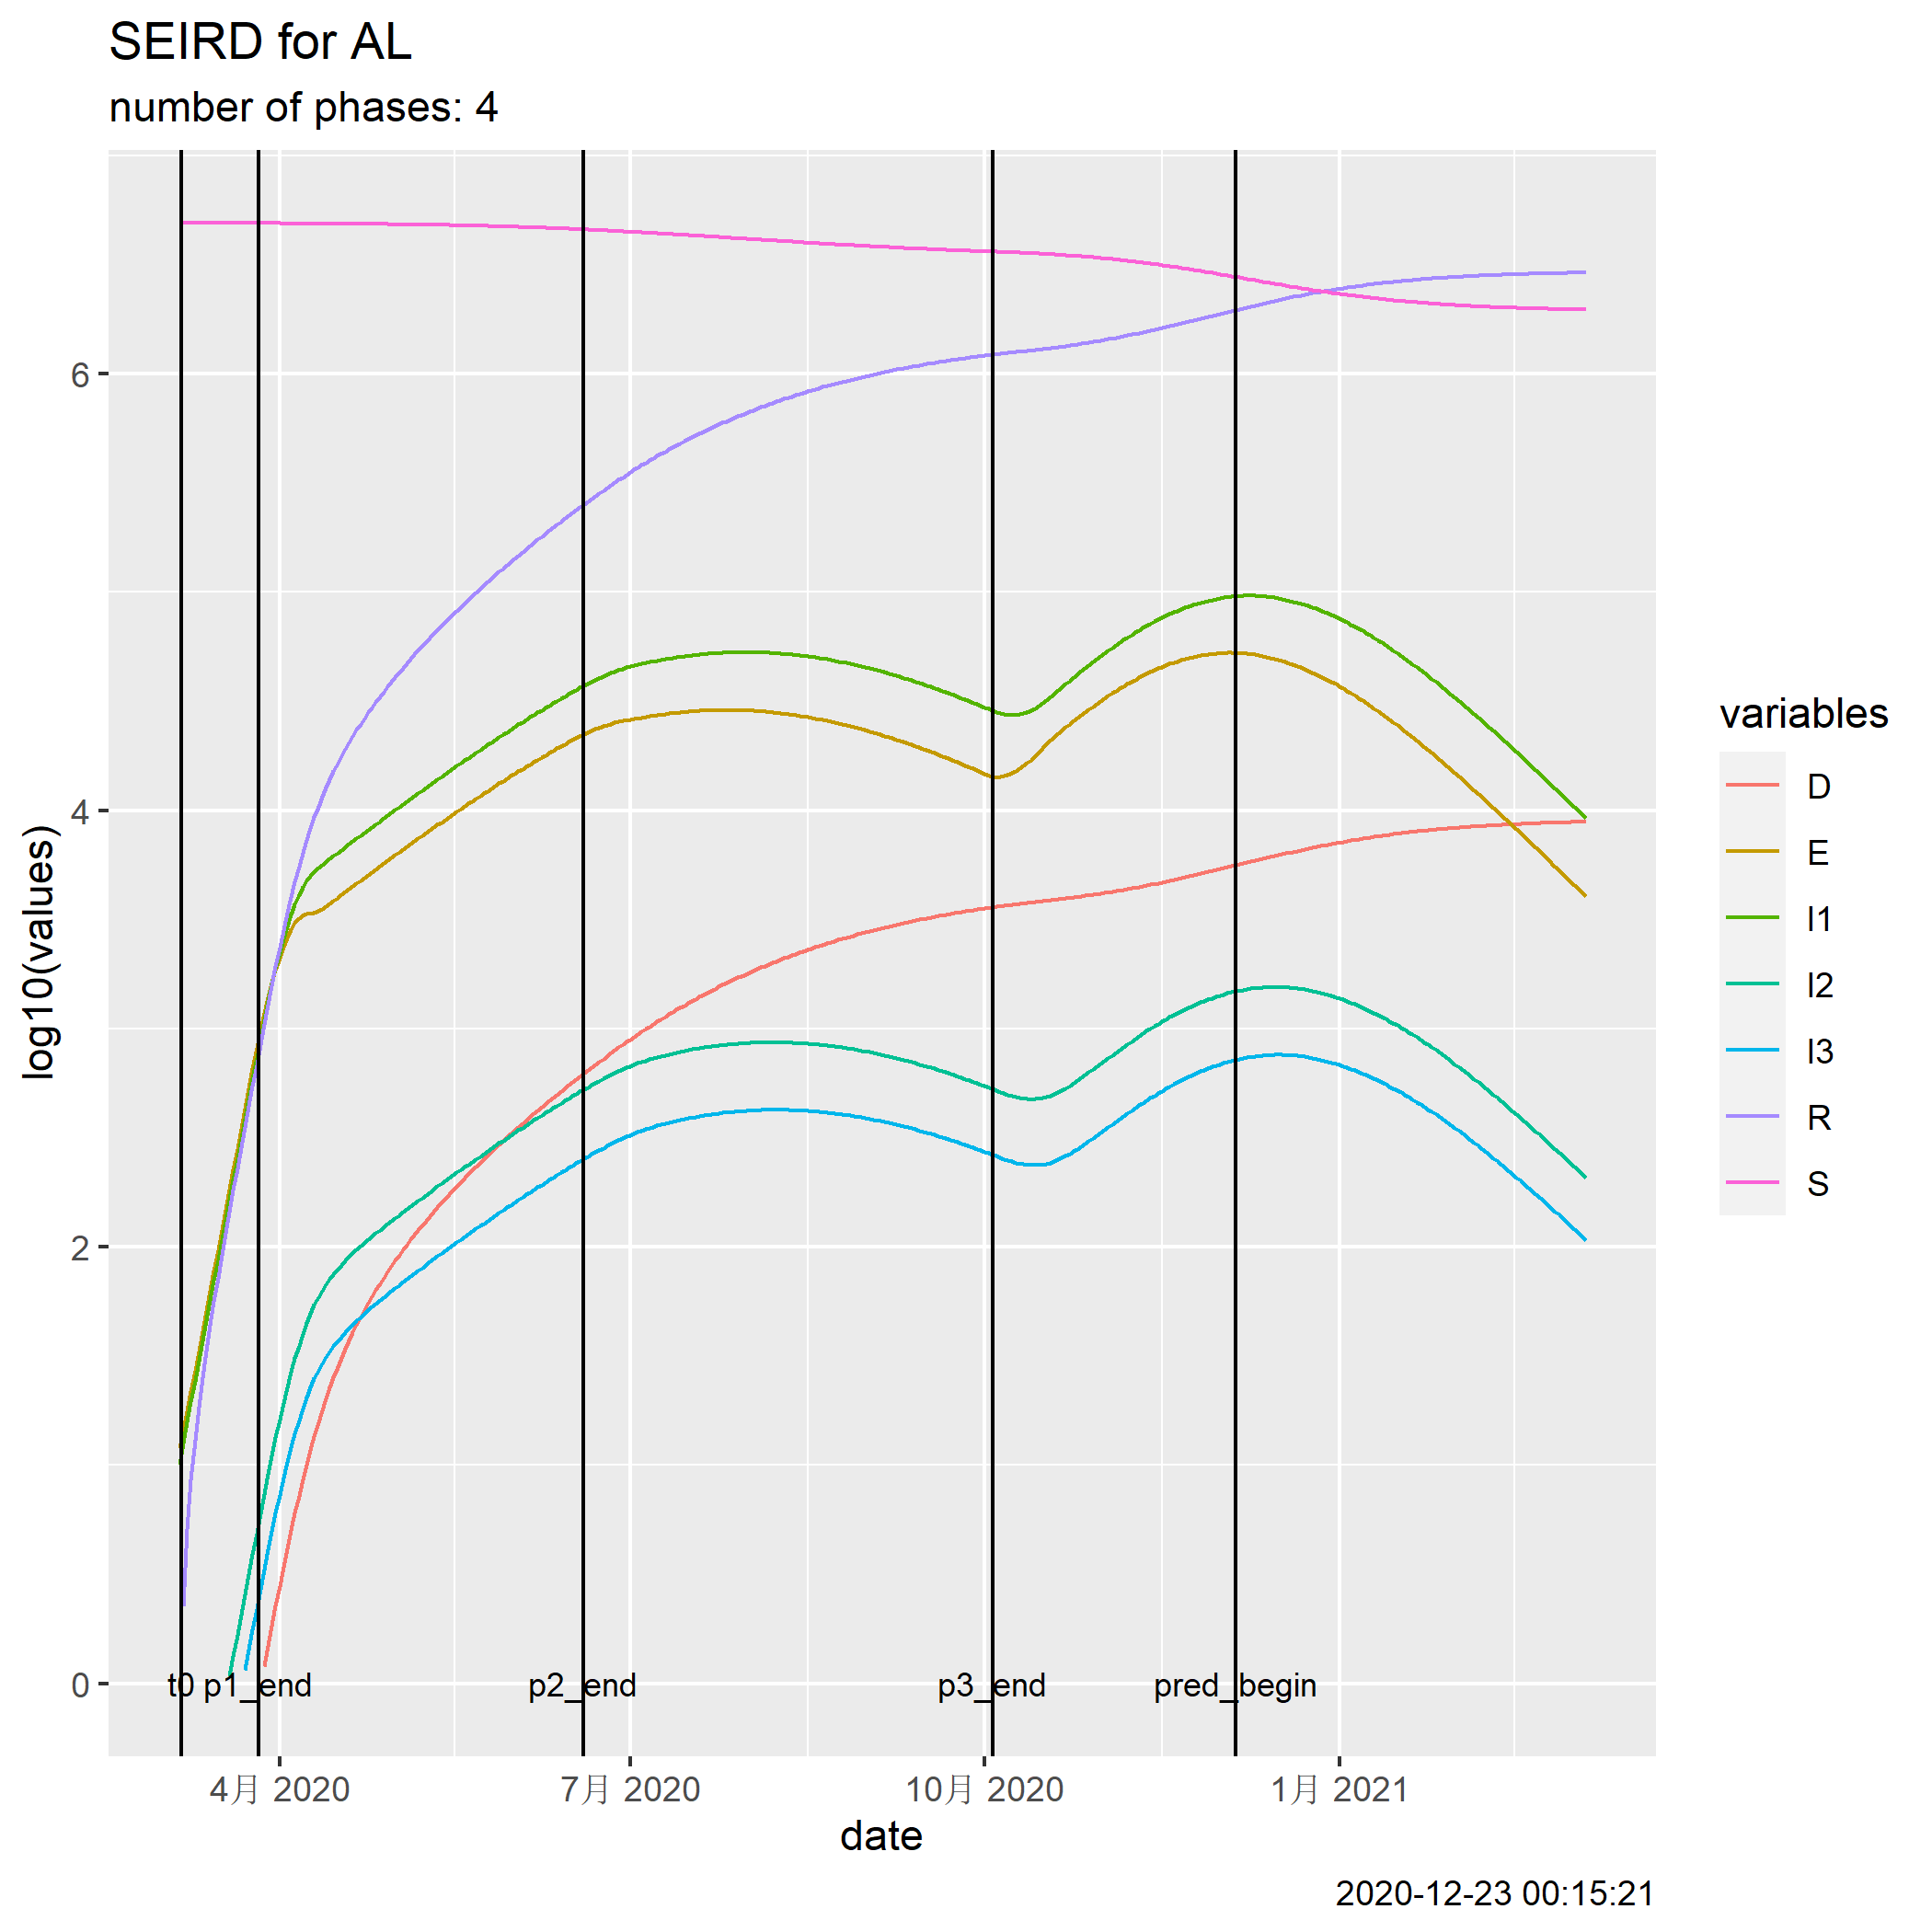 SEIRD for AL
number of phases: 4
log10(values)
6
4
2
0
t0 p1_end p2_end p3_end pred_begin
4月 2020 7月 2020 10月 2020 1月 2021
date
variables
D
E
I1
I2
I3
R
S
2020-12-23 00:15:21